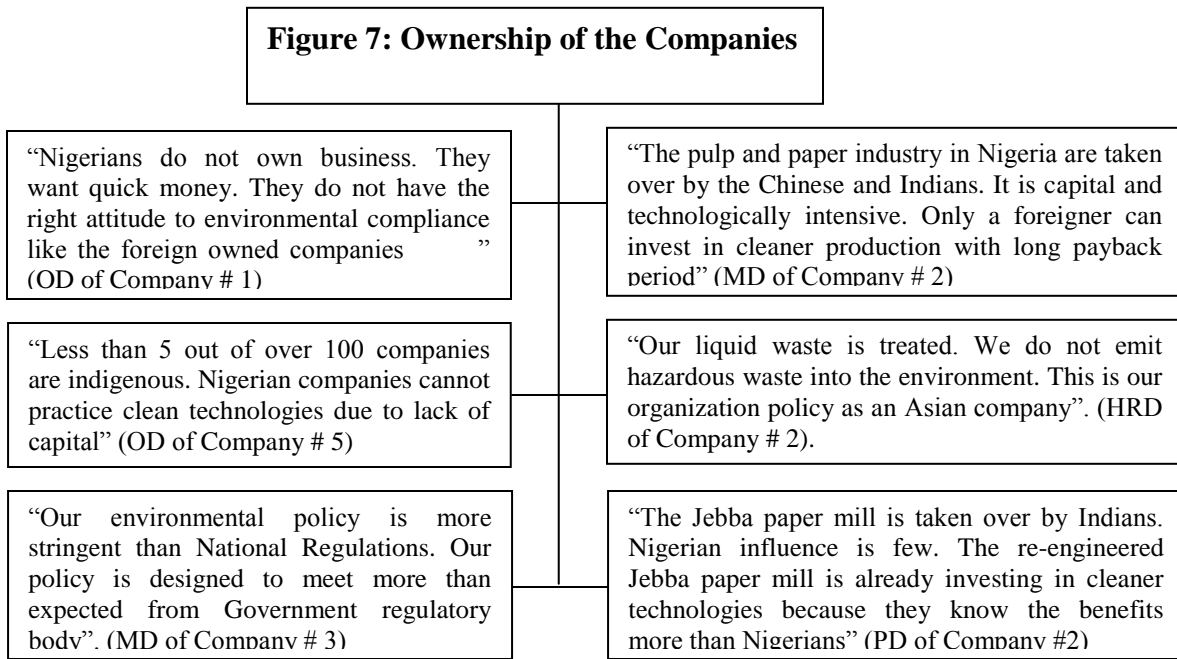 Figure 7: Ownership of the Companies
“Nigerians do not own business. They
want quick money. They do not have the
right attitude to environmental compliance
like the foreign owned companies ”
(OD of Company # 1)
“The pulp and paper industry in Nigeria are taken
over by the Chinese and Indians. It is capital and
technologically intensive. Only a foreigner can
invest in cleaner production with long payback
period” (MD of Company # 2)
“Less than 5 out of over 100 companies
are indigenous. Nigerian companies cannot
practice clean technologies due to lack of
capital” (OD of Company # 5)
“Our liquid waste is treated. We do not emit
hazardous waste into the environment. This is our
organization policy as an Asian company”. (HRD
of Company # 2).
“Our environmental policy is more
stringent than National Regulations. Our
policy is designed to meet more than
expected from Government regulatory
body”. (MD of Company # 3)
“The Jebba paper mill is taken over by Indians.
Nigerian influence is few. The re-engineered
Jebba paper mill is already investing in cleaner
technologies because they know the benefits
more than Nigerians” (PD of Company #2)